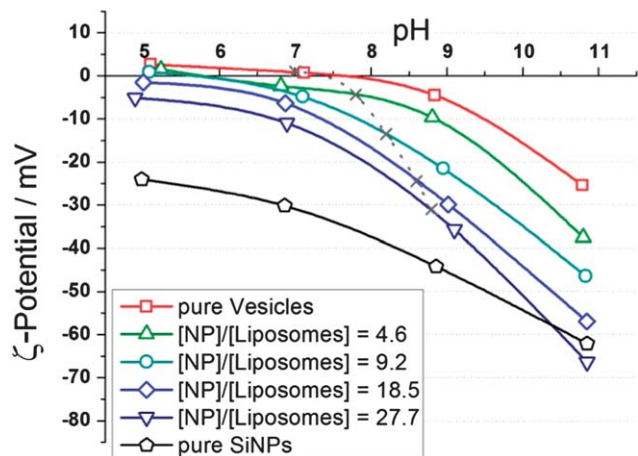 pH
5 6 7 8 9 10 11
10
0
-10
-20
-30
-40
-50
-60
-70
-80
ζ-Potential / mV
pure Vesicles
[NP]/[Liposomes] = 4.6
[NP]/[Liposomes] = 9.2
[NP]/[Liposomes] = 18.5
[NP]/[Liposomes] = 27.7
pure SiNPs